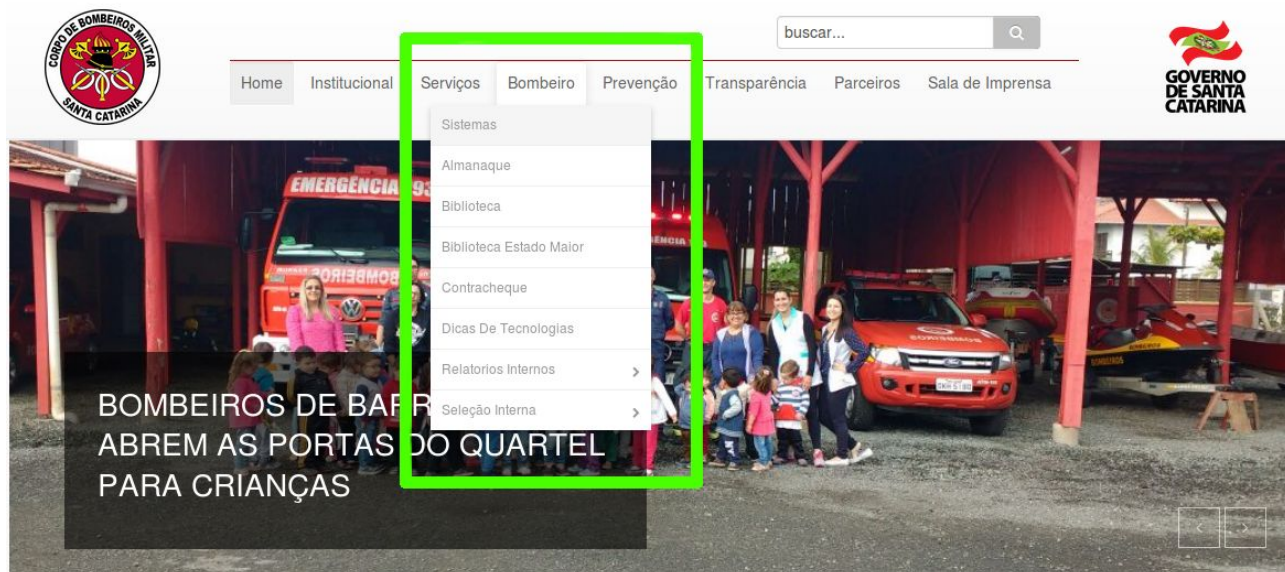 CORPO DE BOMBEIROS MILITAR
SANTA CATARINA
buscar...
GOVERNO
DE SANTA
CATARINA
Home Institucional Serviços Bombeiro Prevenção Transparência Parceiros Sala de Imprensa
Sistemas
Almanaque
Biblioteca
Biblioteca Estado Maior
Contracheque
Dicas De Tecnologias
Relatorios Internos
Seleção Interna
EMERGÊNCIA
BOMBEIROS
BOMBEIROS DE BARR
ABREM AS PORTAS DO QUARTEL
PARA CRIANÇAS